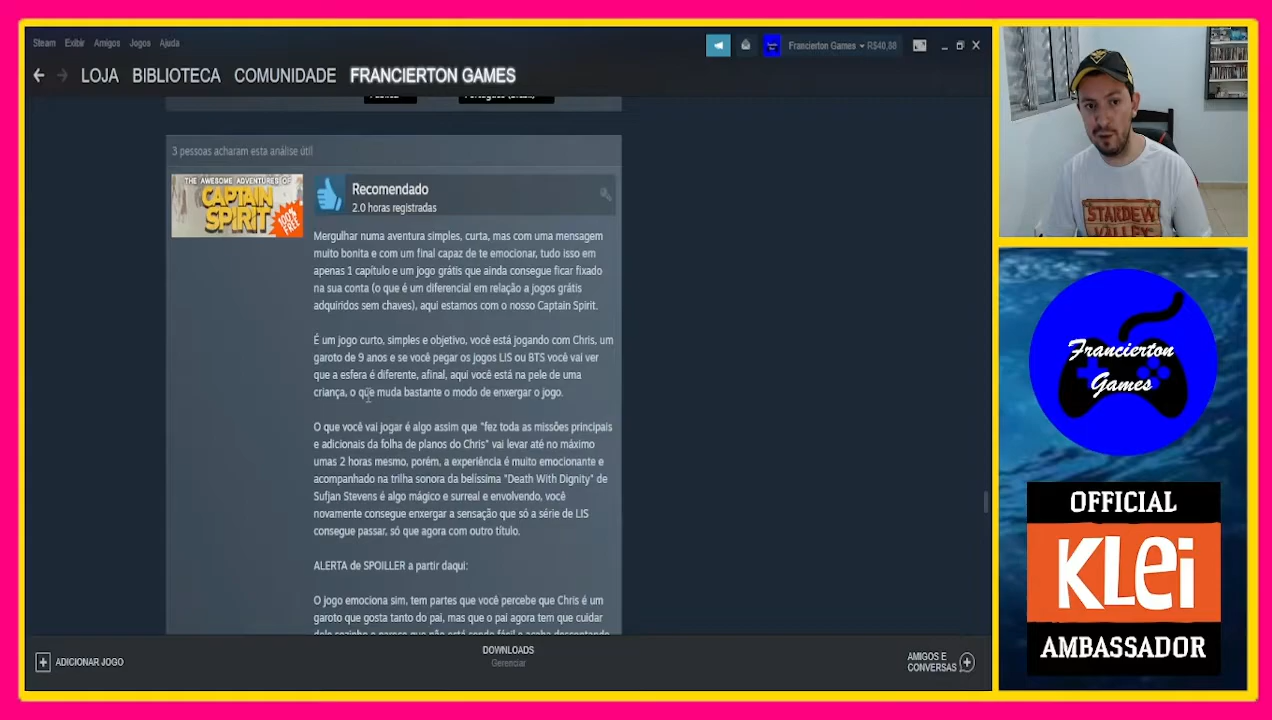 Steam Exibir Amigos Jogos Ajuda
Francierton Games R$40,88
LOJA BIBLIOTECA COMUNIDADE FRANCIERTON GAMES
3 pessoas acharam esta análise útil
THE AWESOME ADVENTURES OF
CAPTAIN
SPIRIT
100%
FREE
Recomendado
2.0 horas registradas
Mergulhar numa aventura simples, curta, mas com uma mensagem
muito bonita e com um final capaz de te emocionar, tudo isso em
apenas 1 capítulo e um jogo grátis que ainda consegue ficar fixado
na sua conta (o que é um diferencial em relação a jogos grátis
adquiridos sem chaves), aqui estamos com o nosso Captain Spirit.
É um jogo curto, simples e objetivo, você está jogando com Chris, um
garoto de 9 anos e se você pegar os jogos LIS ou BTS você vai ver
que a esfera é diferente, afinal, aqui você está na pele de uma
criança, o que muda bastante o modo de enxergar o jogo.
O que você vai jogar é algo assim que "fez toda as missões principais
e adicionais da folha de planos do Chris" vai levar até no máximo
umas 2 horas mesmo, porém, a experiência é muito emocionante e
acompanhado na trilha sonora da belíssima "Death With Dignity" de
Sufjan Stevens é algo mágico e surreal e envolvendo, você
novamente consegue enxergar a sensação que só a série de LIS
consegue passar, só que agora com outro título.
ALERTA de SPOILLER a partir daqui:
O jogo emociona sim, tem partes que você percebe que Chris é um
garoto que gosta tanto do pai, mas que o pai agora tem que cuidar
ADICIONAR JOGO
DOWNLOADS
Gerenciar
AMIGOS E
CONVERSAS
STARDEW
VALLEY
Francierton
Games
OFFICIAL
KLEi
AMBASSADOR